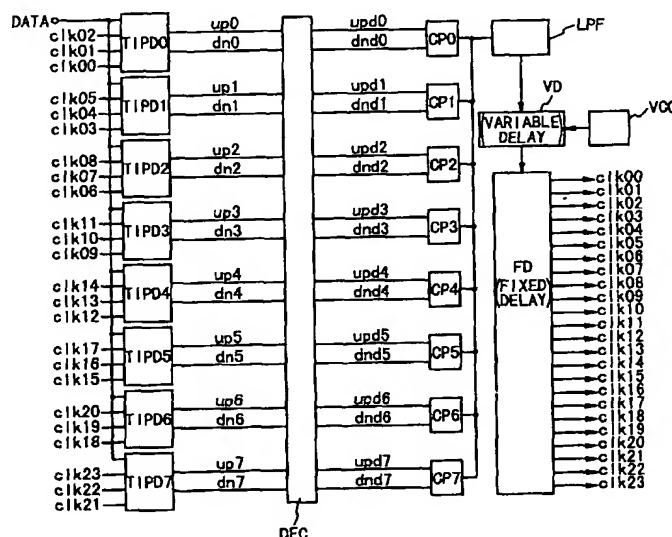 DATA
clk02
clk01
clk00
TIPD0
up0
dn0
upd0
dnd0
CP0
LPF
clk05
clk04
clk03
TIPD1
up1
dn1
upd1
dnd1
CP1
VD
VARIABLE
DELAY
VCO
clk08
clk07
clk06
TIPD2
up2
dn2
upd2
dnd2
CP2
clk11
clk10
clk09
TIPD3
up3
dn3
upd3
dnd3
CP3
clk14
clk13
clk12
TIPD4
up4
dn4
upd4
dnd4
CP4
clk17
clk16
clk15
TIPD5
up5
dn5
upd5
dnd5
CP5
clk20
clk19
clk18
TIPD6
up6
dn6
upd6
dnd6
CP6
clk23
clk22
clk21
TIPD7
up7
dn7
upd7
dnd7
CP7
DEC
FD
(FIXED
DELAY)
clk00
clk01
clk02
clk03
clk04
clk05
clk06
clk07
clk08
clk09
clk10
clk11
clk12
clk13
clk14
clk15
clk16
clk17
clk18
clk19
clk20
clk21
clk22
clk23